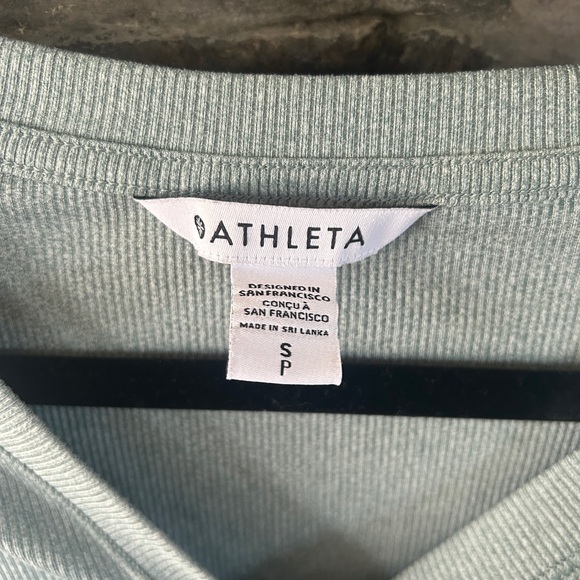 ATHLETA
DESIGNED IN
SAN FRANCISCO
CONÇU À
SAN FRANCISCO
MADE IN SRI LANKA
S
P